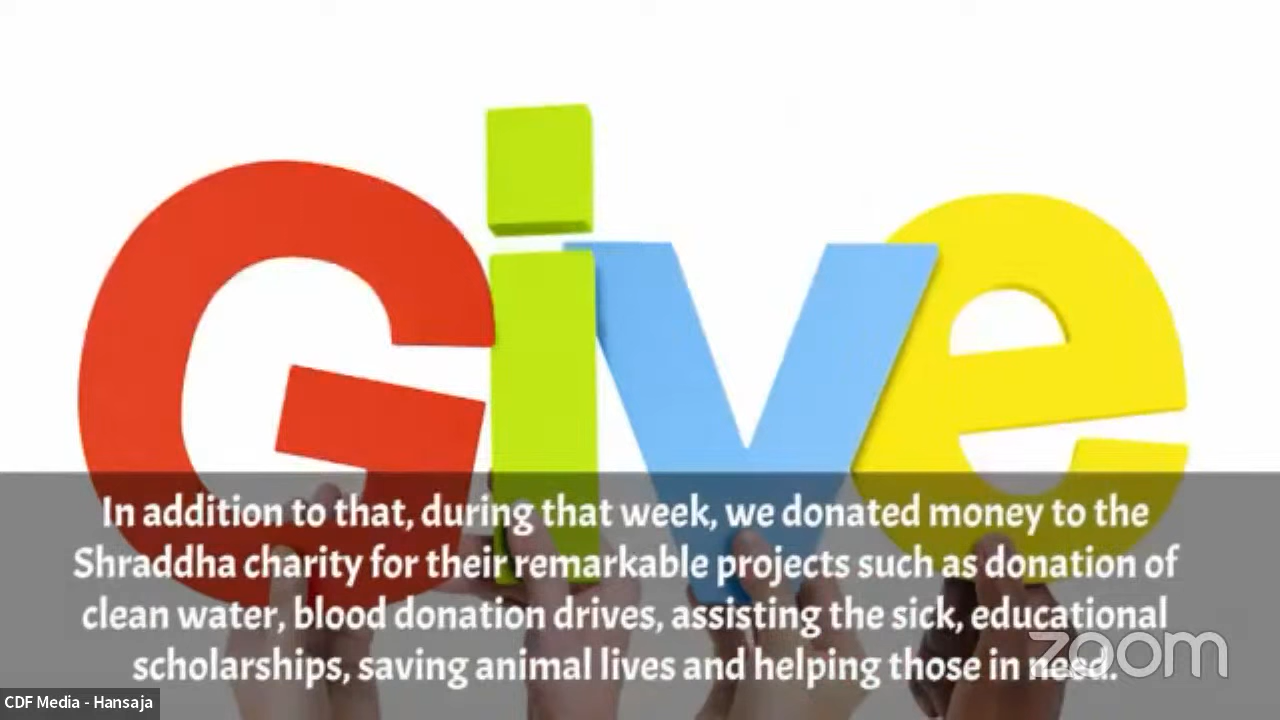 Give
In addition to that, during that week, we donated money to the
Shraddha charity for their remarkable projects such as donation of
clean water, blood donation drives, assisting the sick, educational
scholarships, saving animal lives and helping those in need.
zoom
CDF Media - Hansaja